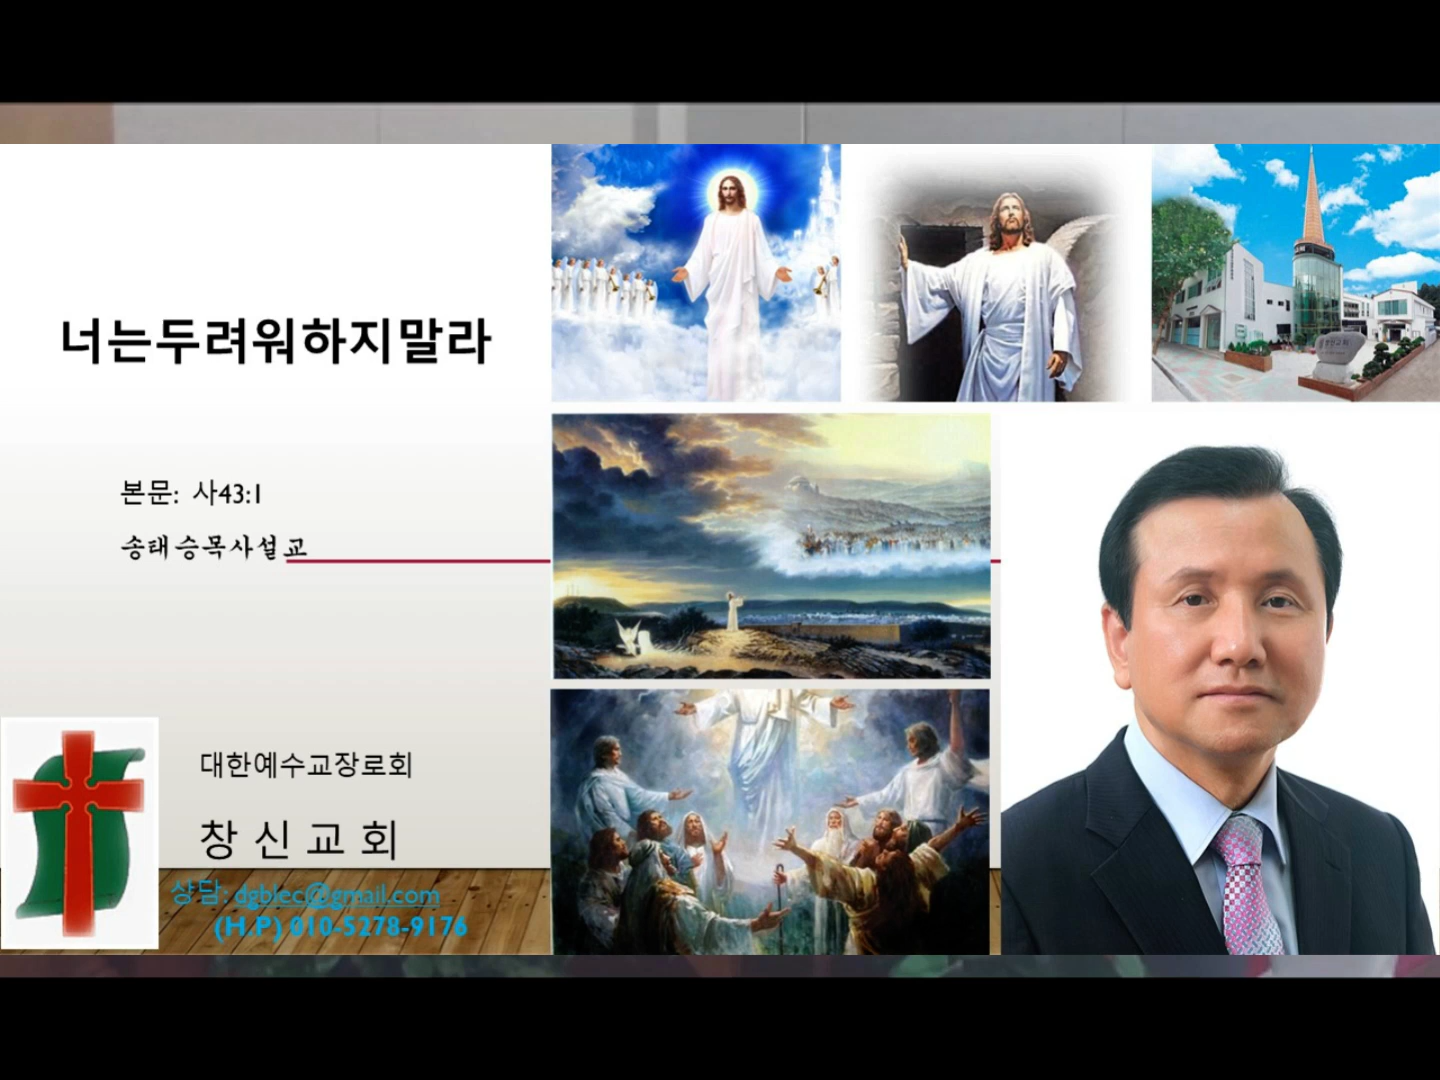 너는두려워하지말라
본문: 사43:1
송태승목사설교
대한예수교장로회
창 신 교 회
상담: dgblec@gmail.com
(H.P) 010-5278-9176